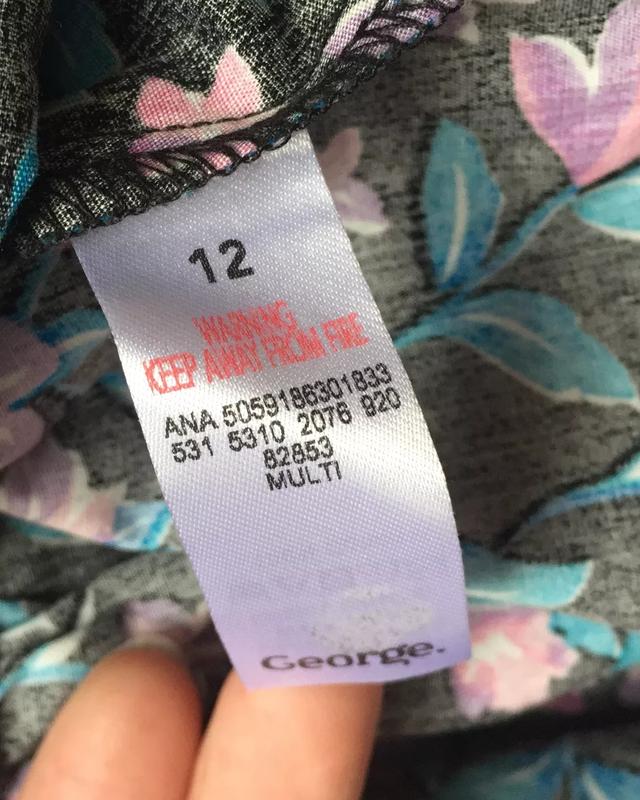 12
WARNING
KEEP AWAY FROM FIRE
ANA 5059186301833
531 5310 2076 920
82853
MULTI
George.